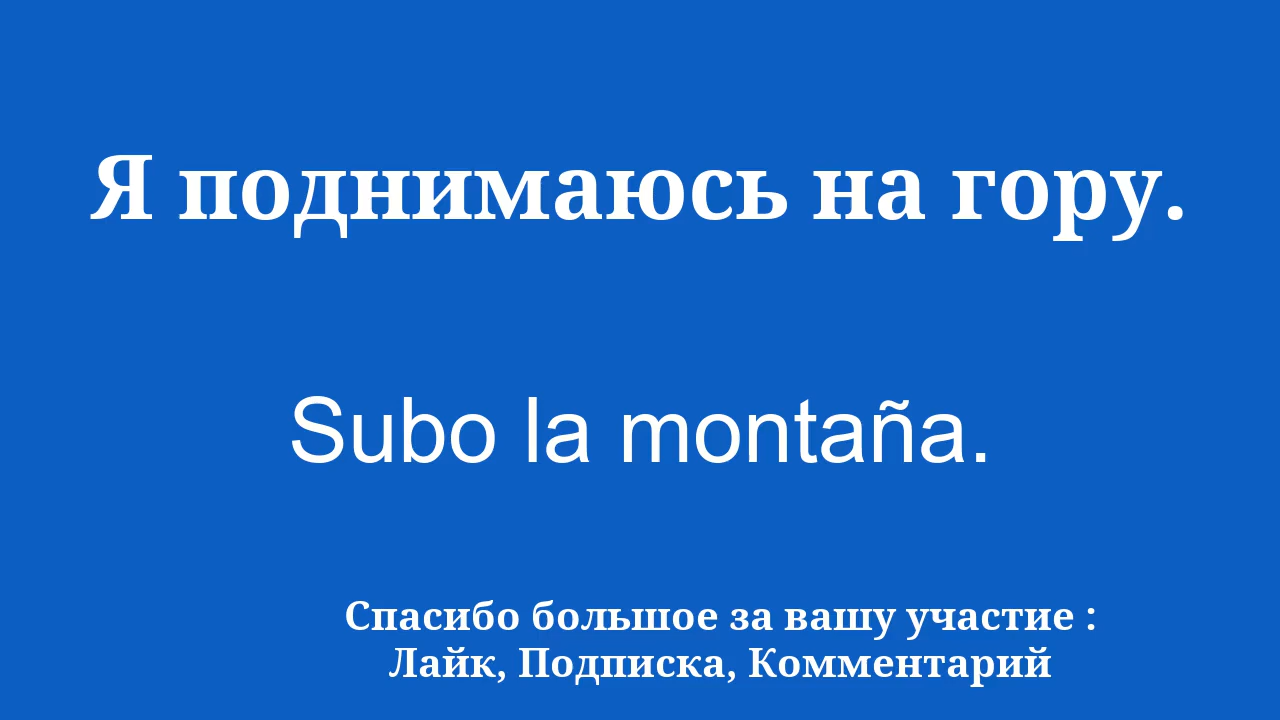 Я поднимаюсь на гору.
Subo la montaña.
Спасибо большое за вашу участие :
Лайк, Подписка, Комментарий